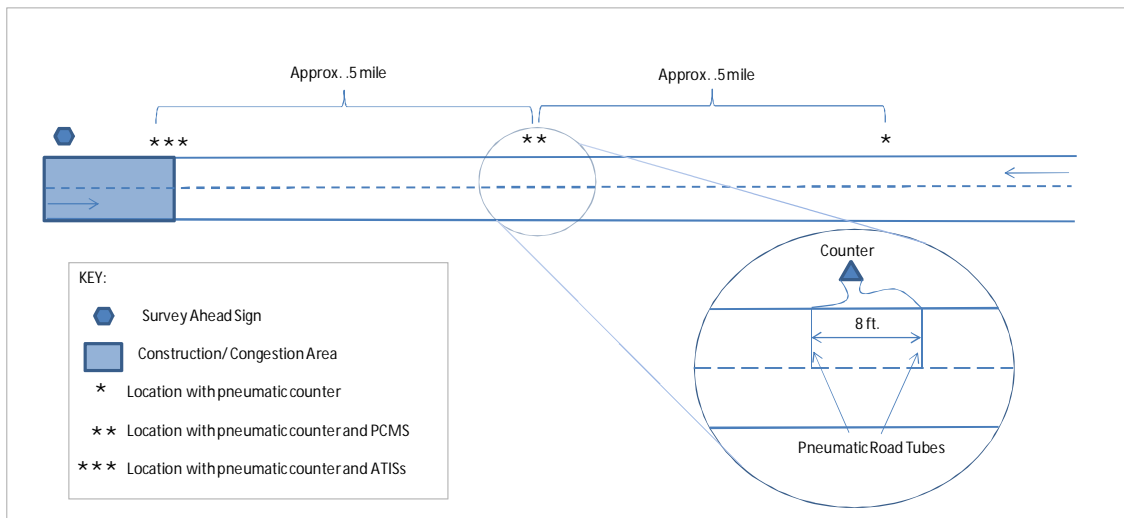 Approx. .5 mile
Approx. .5 mile
***
**
*
Counter
8 ft.
Pneumatic Road Tubes
KEY:
Survey Ahead Sign
Construction/ Congestion Area
* Location with pneumatic counter
** Location with pneumatic counter and PCMS
*** Location with pneumatic counter and ATISs